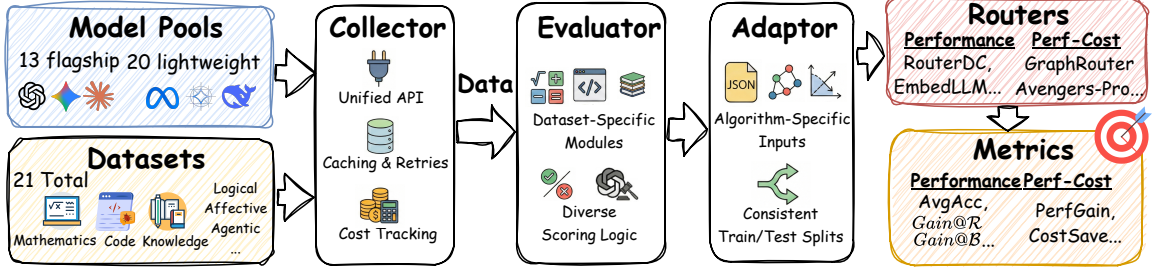 Model Pools
13 flagship 20 lightweight
Datasets
21 Total
Mathematics
Code
Knowledge
Logical
Affective
Agentic
...
Collector
Unified API
Caching & Retries
Cost Tracking
Data
Evaluator
Dataset-Specific
Modules
Diverse
Scoring Logic
Adaptor
JSON
Algorithm-Specific
Inputs
Consistent
Train/Test Splits
Routers
Performance
RouterDC,
EmbedLLM...
Perf-Cost
GraphRouter
Avengers-Pro...
Metrics
Performance
AvgAcc,
Gain@R
Gain@B...
Perf-Cost
PerfGain,
CostSave...